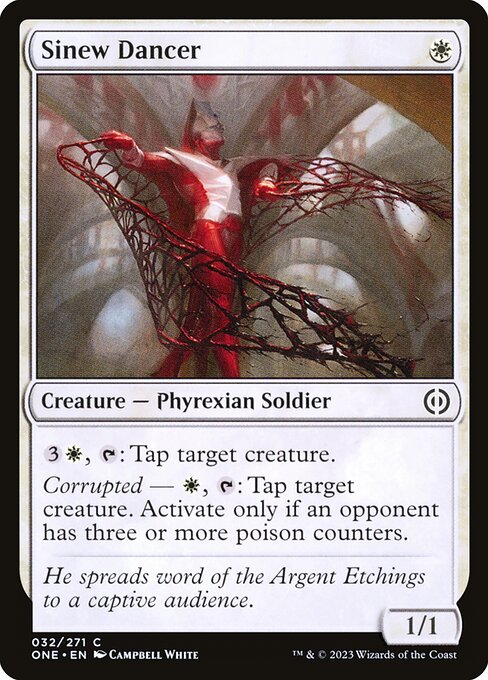 Sinew Dancer
Creature — Phyrexian Soldier
3, : Tap target creature.
Corrupted — , : Tap target
creature. Activate only if an opponent
has three or more poison counters.
He spreads word of the Argent Etchings
to a captive audience.
1/1
032/271 C
ONE • EN Campbell White
™ & © 2023 Wizards of the Coast